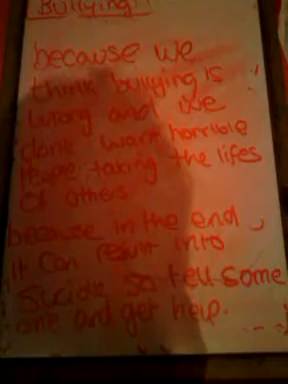 Bullying!!
because we
think bullying is
wrong and we
dont want horrible
People taking the lifes
of others
because in the end
it can result into
Sucide so tell some
one and get help.